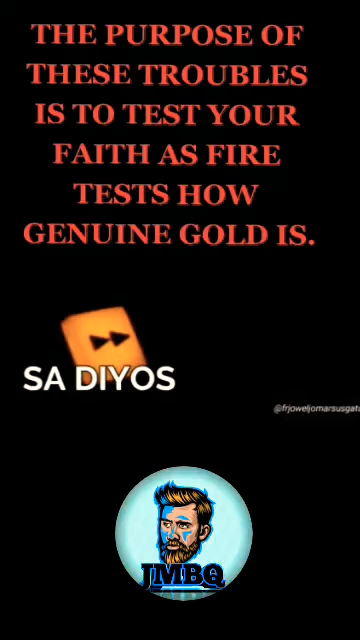 THE PURPOSE OF
THESE TROUBLES
IS TO TEST YOUR
FAITH AS FIRE
TESTS HOW
GENUINE GOLD IS.
SA DIYOS
@frjoweljomarsusgata
JMBQ